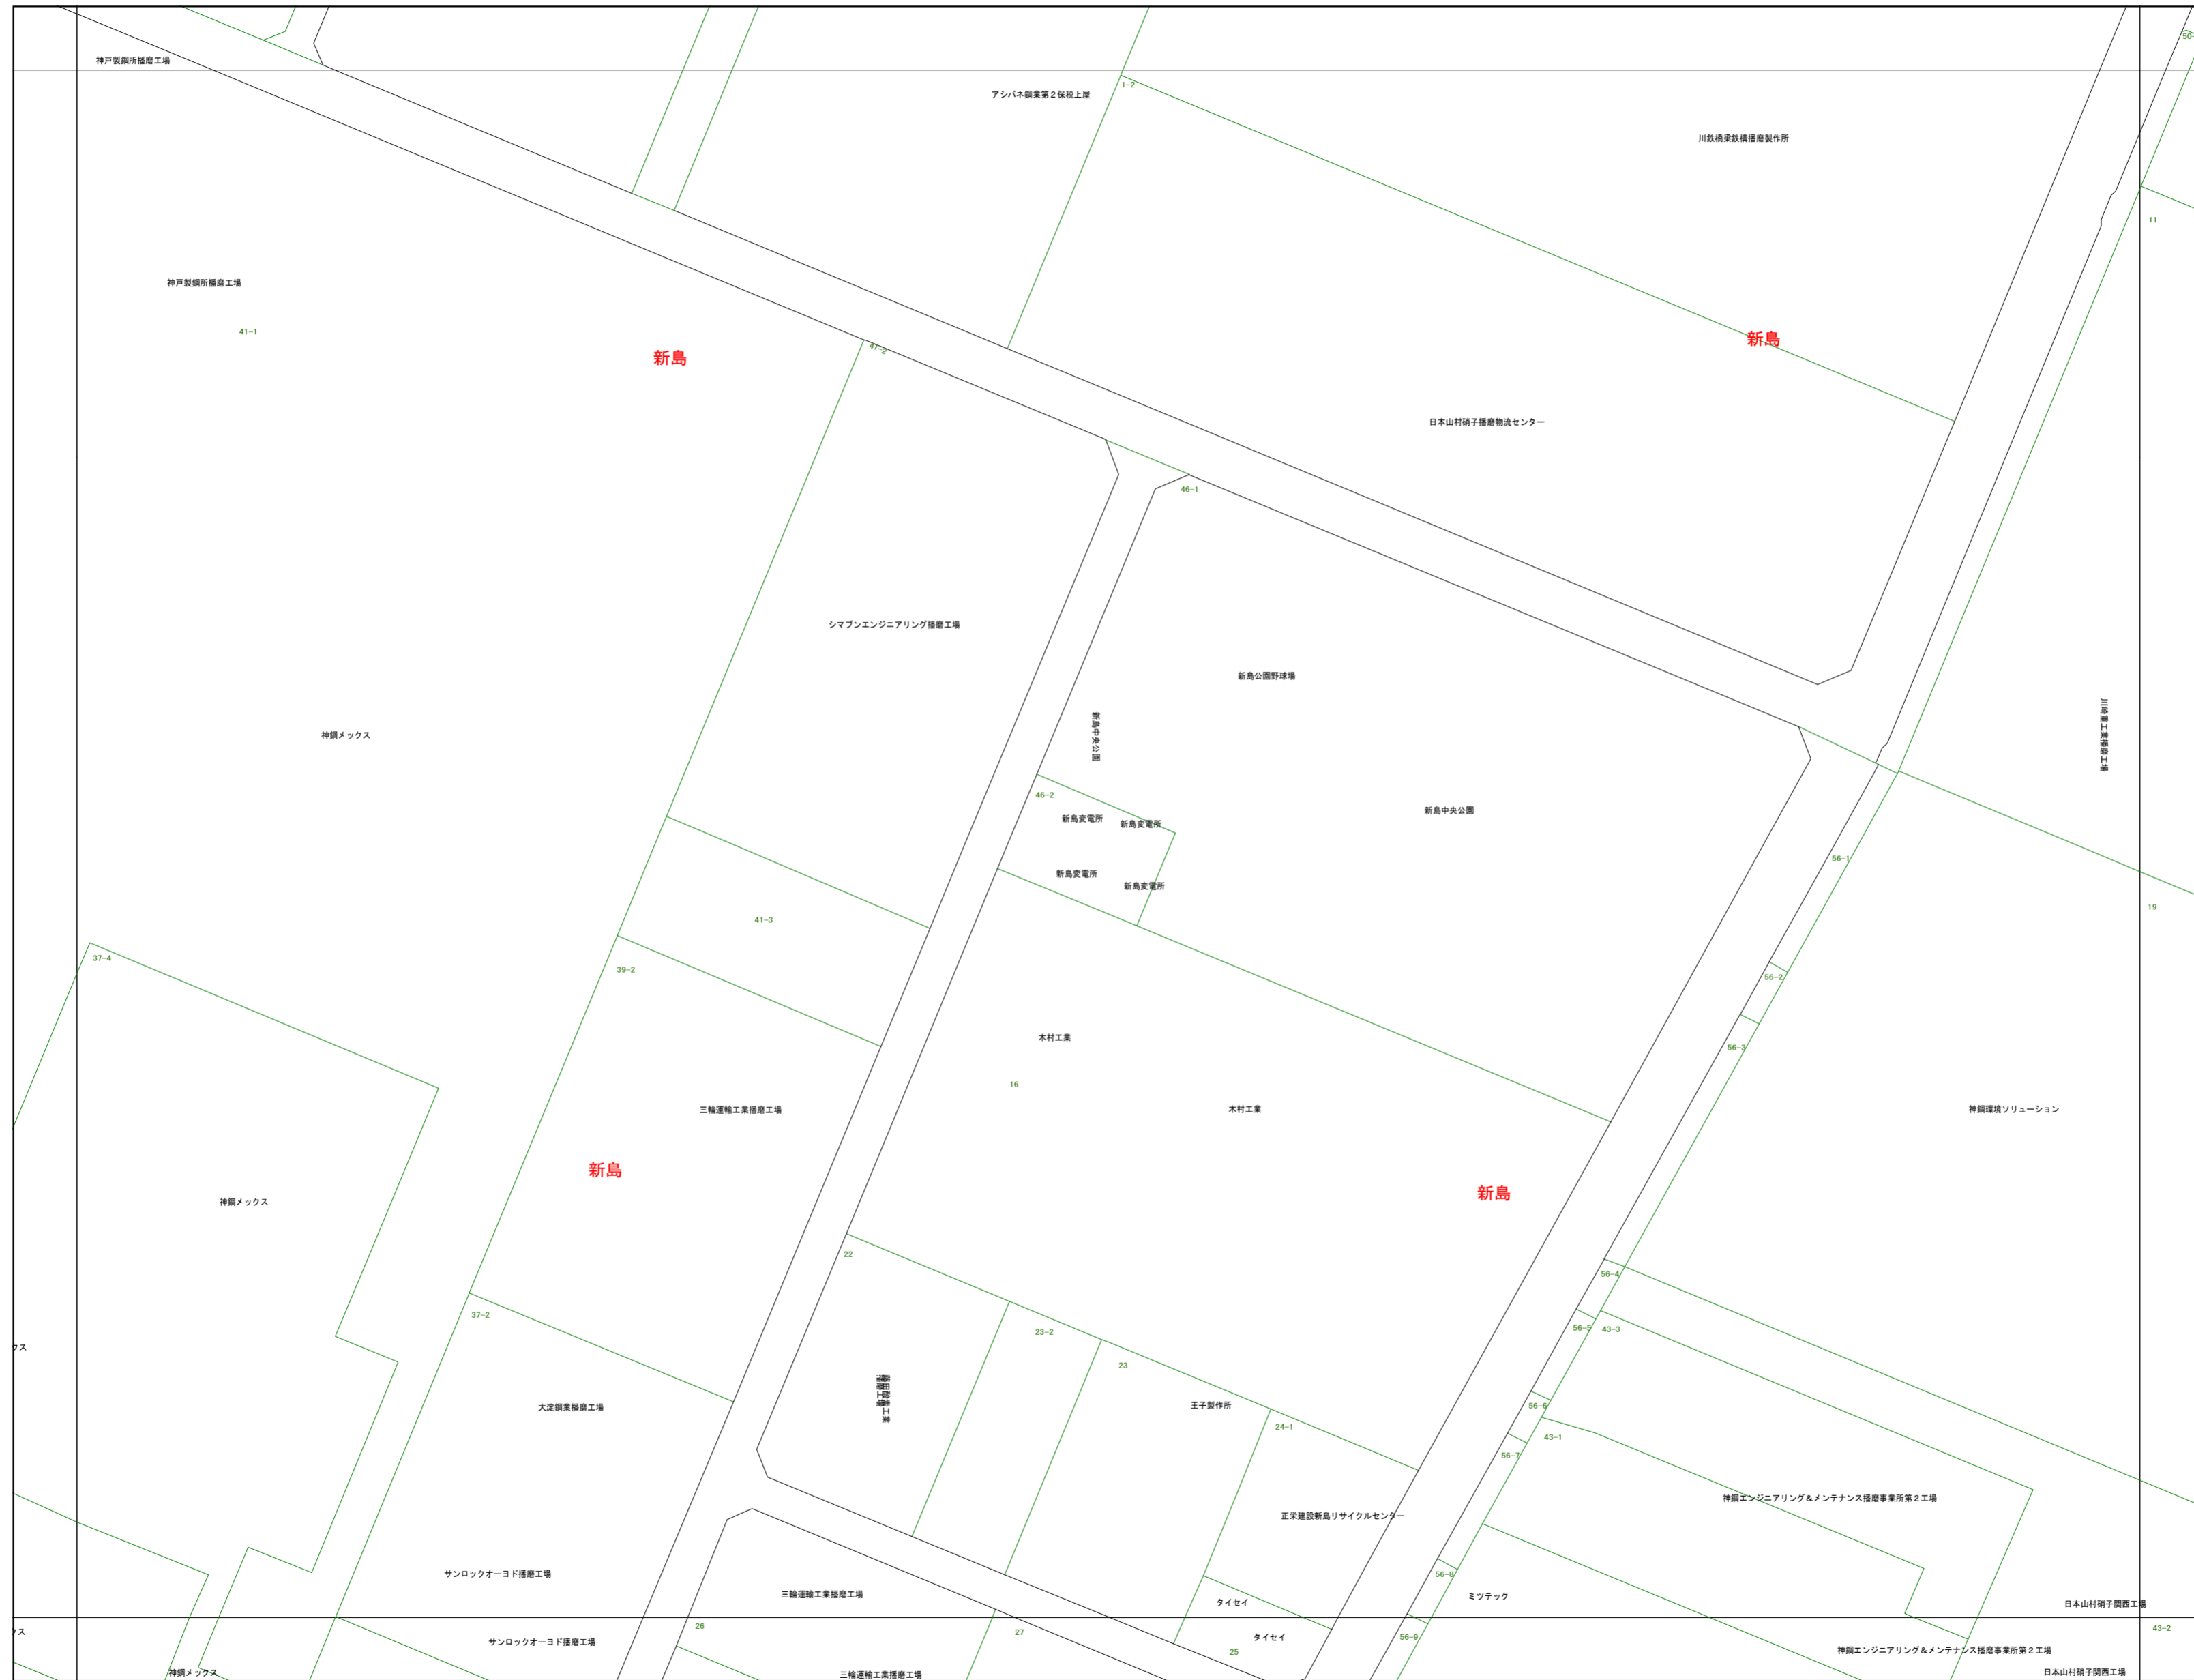 50-
神戸製鋼所播磨工場
1-2
アシバネ鋼業第2保税上屋
川鉄橋梁鉄構播磨製作所
11
神戸製鋼所播磨工場
41-1
新島
新島
41-2
日本山村硝子播磨物流センター
46-1
シマブンエンジニアリング播磨工場
新島公園野球場
新島中央公園
川崎重工業播磨工場
神鋼メックス
46-2
新島変電所
新島変電所
新島中央公園
56-1
新島変電所
新島変電所
19
41-3
37-4
39-2
56-2
木村工業
56-3
16
三輪運輸工業播磨工場
木村工業
神鋼環境ソリューション
新島
新島
神鋼メックス
22
56-4
37-2
23-2
56-5
43-3
クス
23
大淀鋼業播磨工場
播磨工場
王子製作所
56-6
24-1
43-1
56-7
神鋼エンジニアリング&メンテナンス播磨事業所第2工場
正栄建設新島リサイクルセンター
サンロックオーヨド播磨工場
56-8
三輪運輸工業播磨工場
ミツテック
タイセイ
日本山村硝子関西工場
26
27
43-2
クス
サンロックオーヨド播磨工場
タイセイ
56-9
25
神鋼エンジニアリング&メンテナンス播磨事業所第2工場
神鋼メックス
三輪運輸工業播磨工場
日本山村硝子関西工場